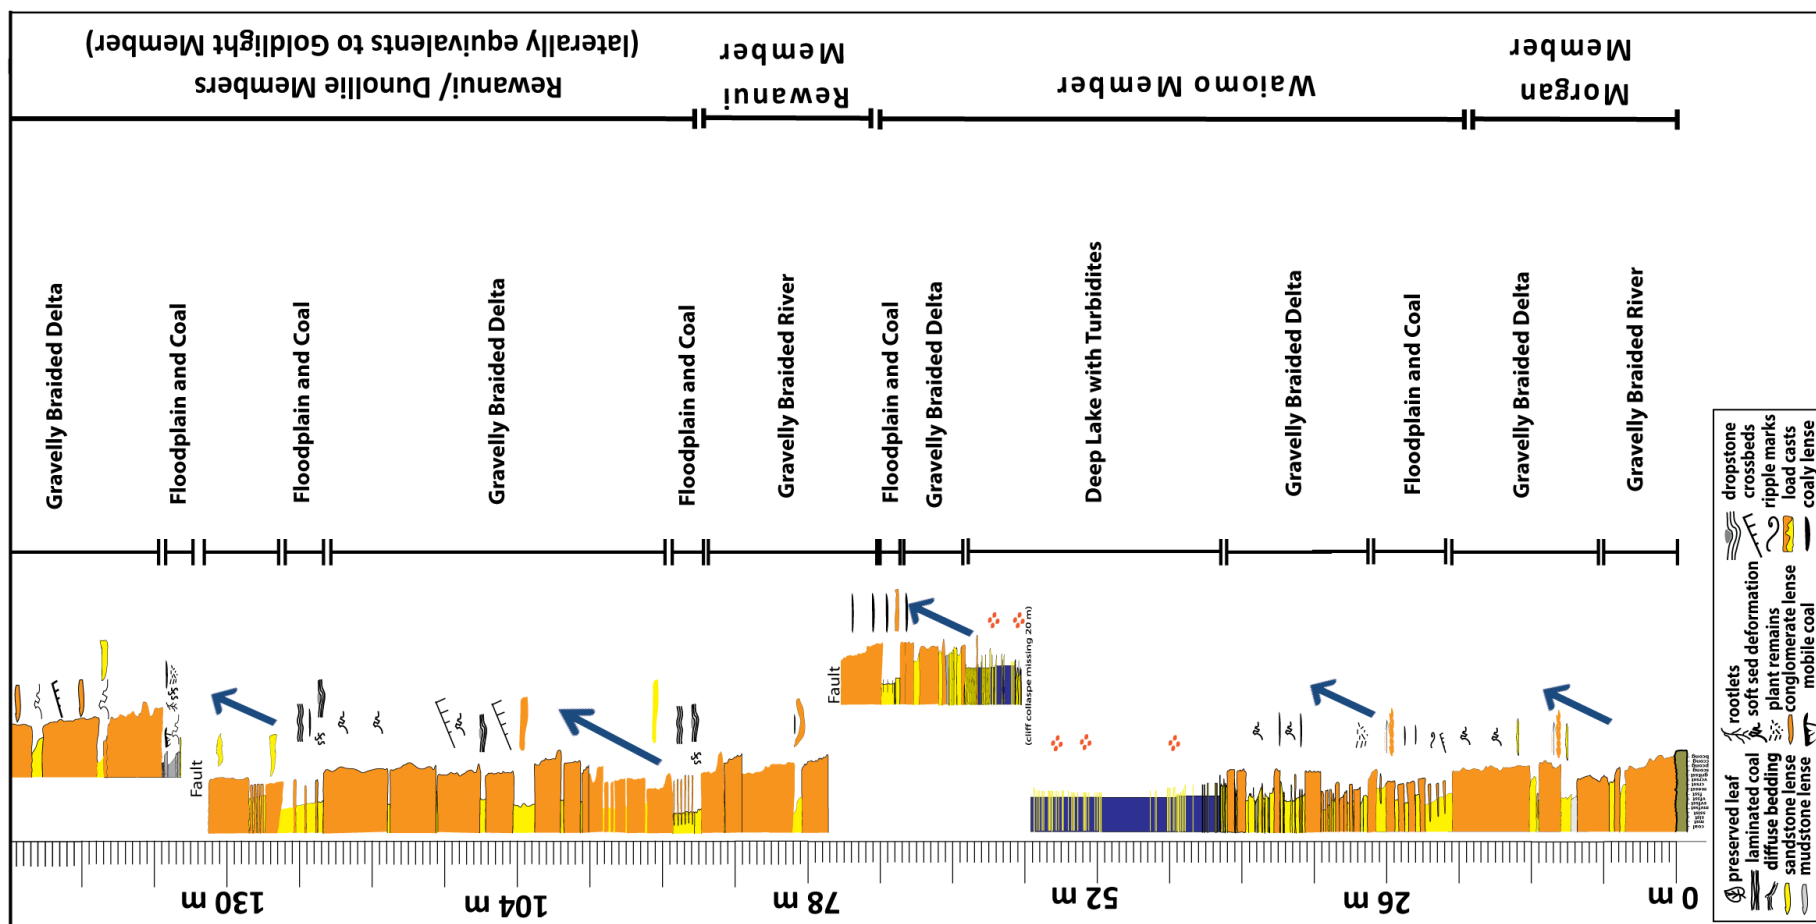 Rewanui/ Dunollie Members
(laterally equivalents to Goldlight Member)
Rewanui
Member
Waiomo Member
Morgan
Member
Gravelly Braided Delta
Floodplain and Coal
Floodplain and Coal
Gravelly Braided Delta
Floodplain and Coal
Gravelly Braided River
Floodplain and Coal
Gravelly Braided Delta
Deep Lake with Turbidites
Gravelly Braided Delta
Floodplain and Coal
Gravelly Braided Delta
Gravelly Braided River
Fault
Fault
(cliff collaspe missing 20 m)
130 m
104 m
78 m
52 m
26 m
0 m
preserved leaf
laminated coal
diffuse bedding
sandstone lense
mudstone lense
rootlets
soft sed deformation
plant remains
conglomerate lense
mobile coal
dropstone
crossbeds
ripple marks
load casts
coaly lense